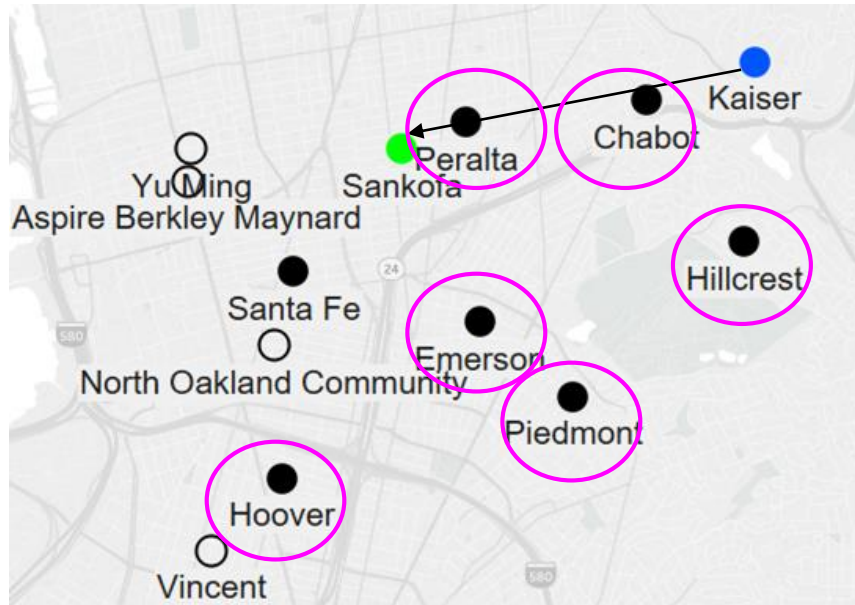 Kaiser
Chabot
Peralta
Yu Ming
Sankofa
Aspire Berkley Maynard
Hillcrest
24
Santa Fe
580
Emerson
North Oakland Community
Piedmont
Hoover
580
Vincent